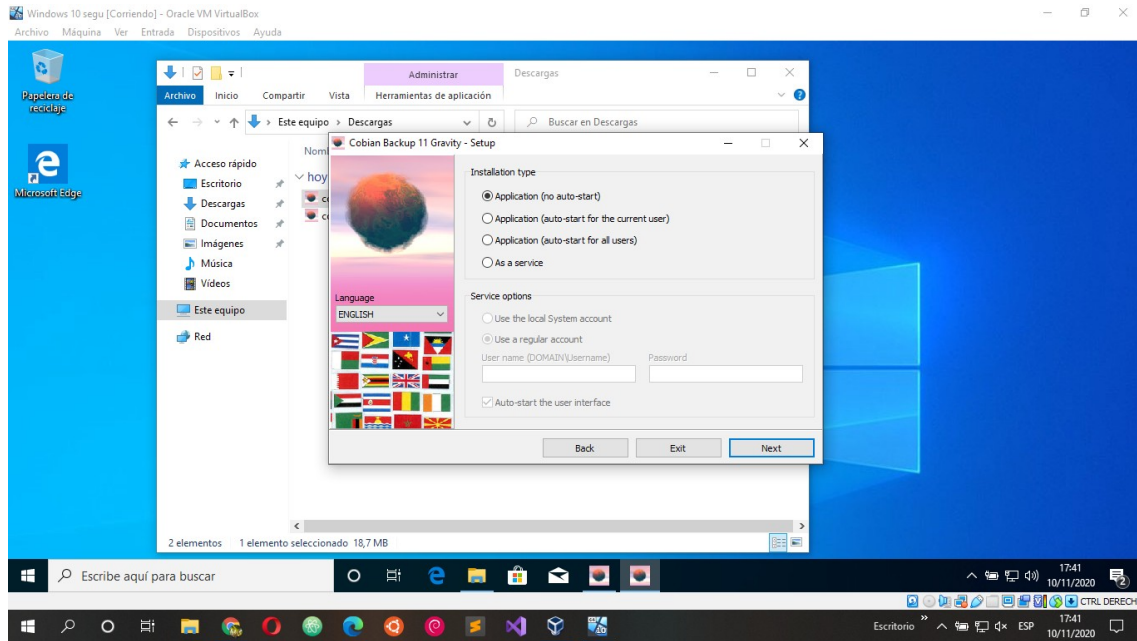 Windows 10 segu [Corriendo] - Oracle VM VirtualBox
Archivo Máquina Ver Entrada Dispositivos Ayuda
Papelera de reciclaje
Microsoft Edge
Administrar Descargas
Archivo Inicio Compartir Vista Herramientas de aplicación
Este equipo Descargas Buscar en Descargas
Acceso rápido
Escritorio
Descargas
Documentos
Imágenes
Música
Vídeos
Este equipo
Red
hoy
Cobian Backup 11 Gravity - Setup
Installation type
Application (no auto-start)
Application (auto-start for the current user)
Application (auto-start for all users)
As a service
Language
ENGLISH
Service options
Use the local System account
Use a regular account
User name (DOMAIN\Username) Password
Auto-start the user interface
Back Exit Next
2 elementos 1 elemento seleccionado 18,7 MB
Escribe aquí para buscar
17:41
10/11/2020
2
CTRL DERECH
Escritorio ESP
17:41
10/11/2020